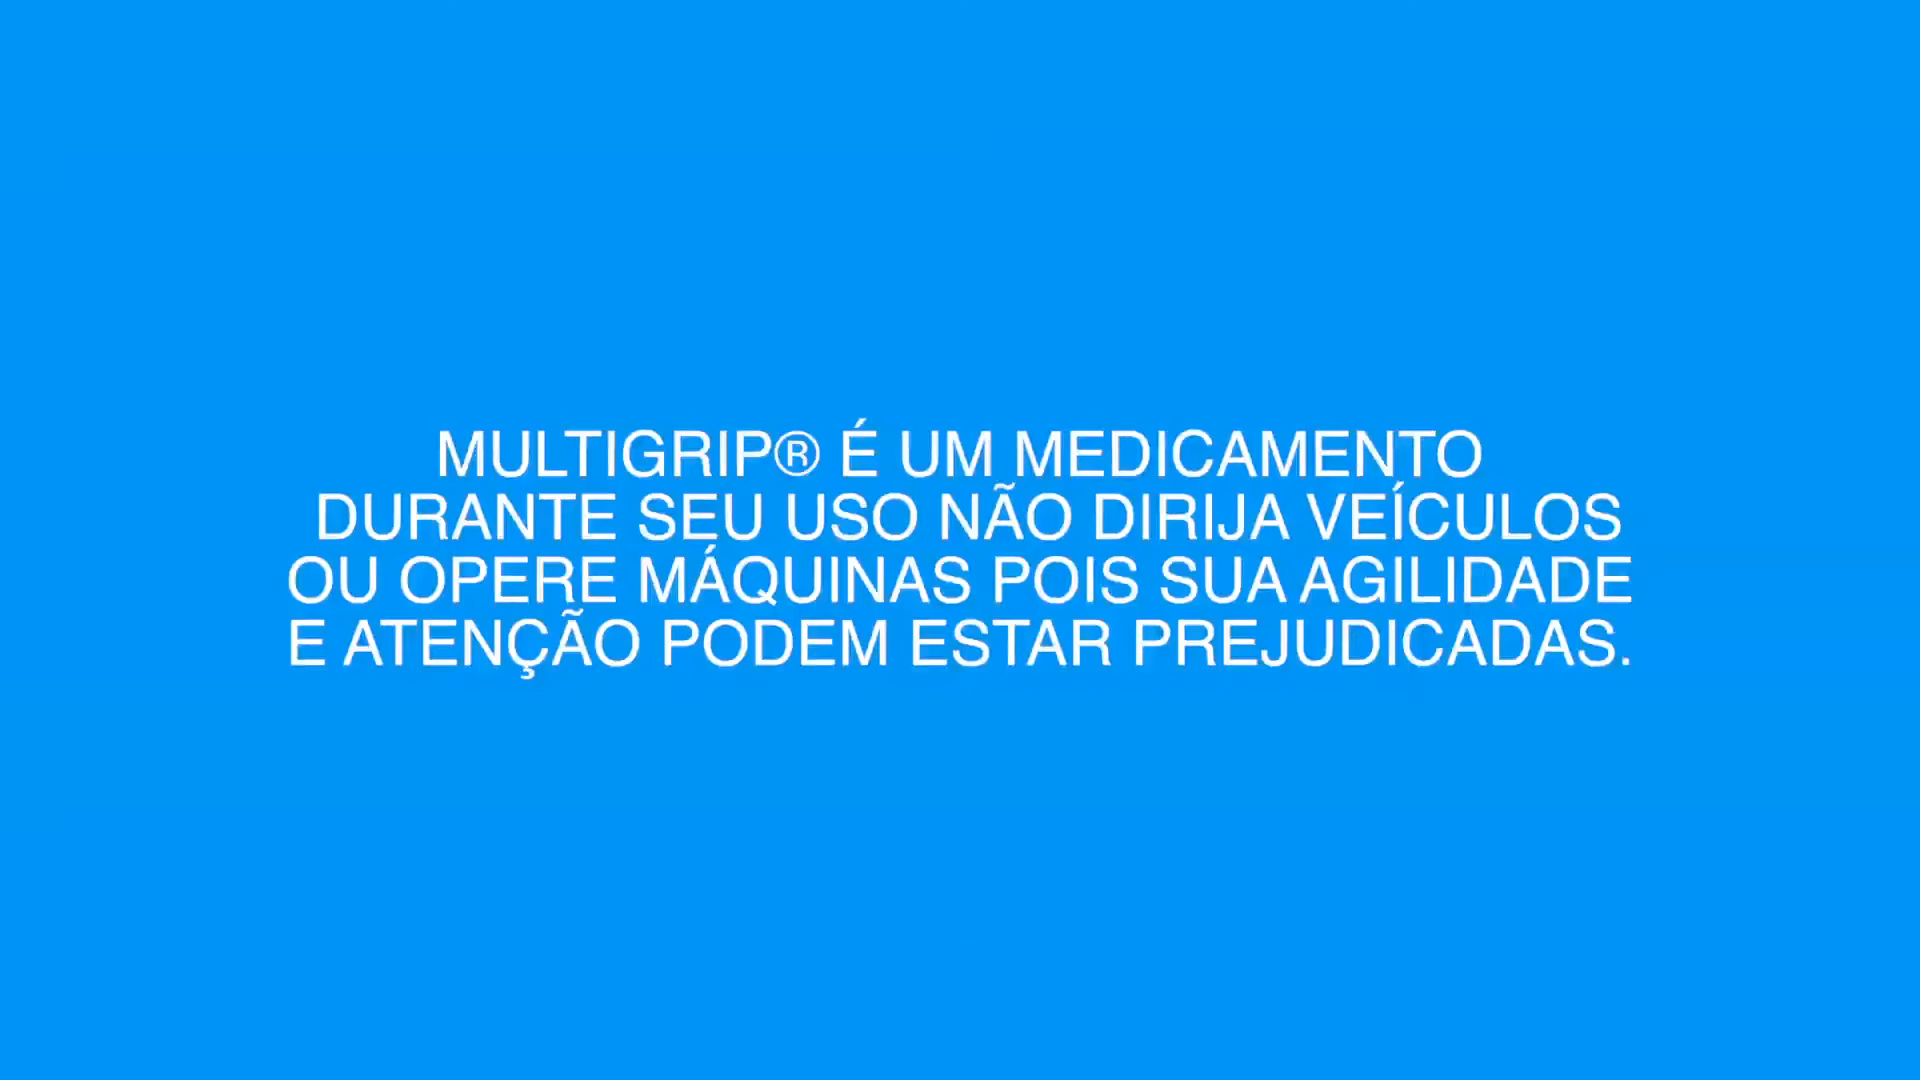 MULTIGRIP® É UM MEDICAMENTO
DURANTE SEU USO NÃO DIRIJA VEÍCULOS
OU OPERE MÁQUINAS POIS SUA AGILIDADE
E ATENÇÃO PODEM ESTAR PREJUDICADAS.